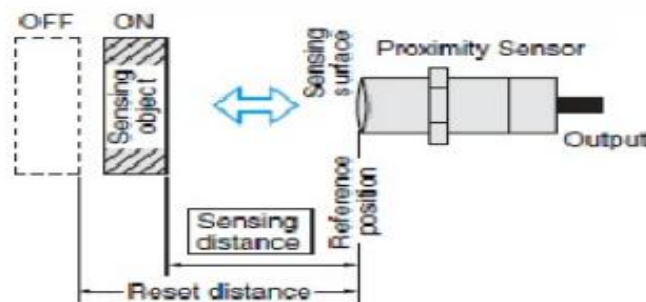 OFF
ON
Sensing
object
Sensing
surface
Proximity Sensor
Output
Reference
position
Sensing
distance
Reset distance